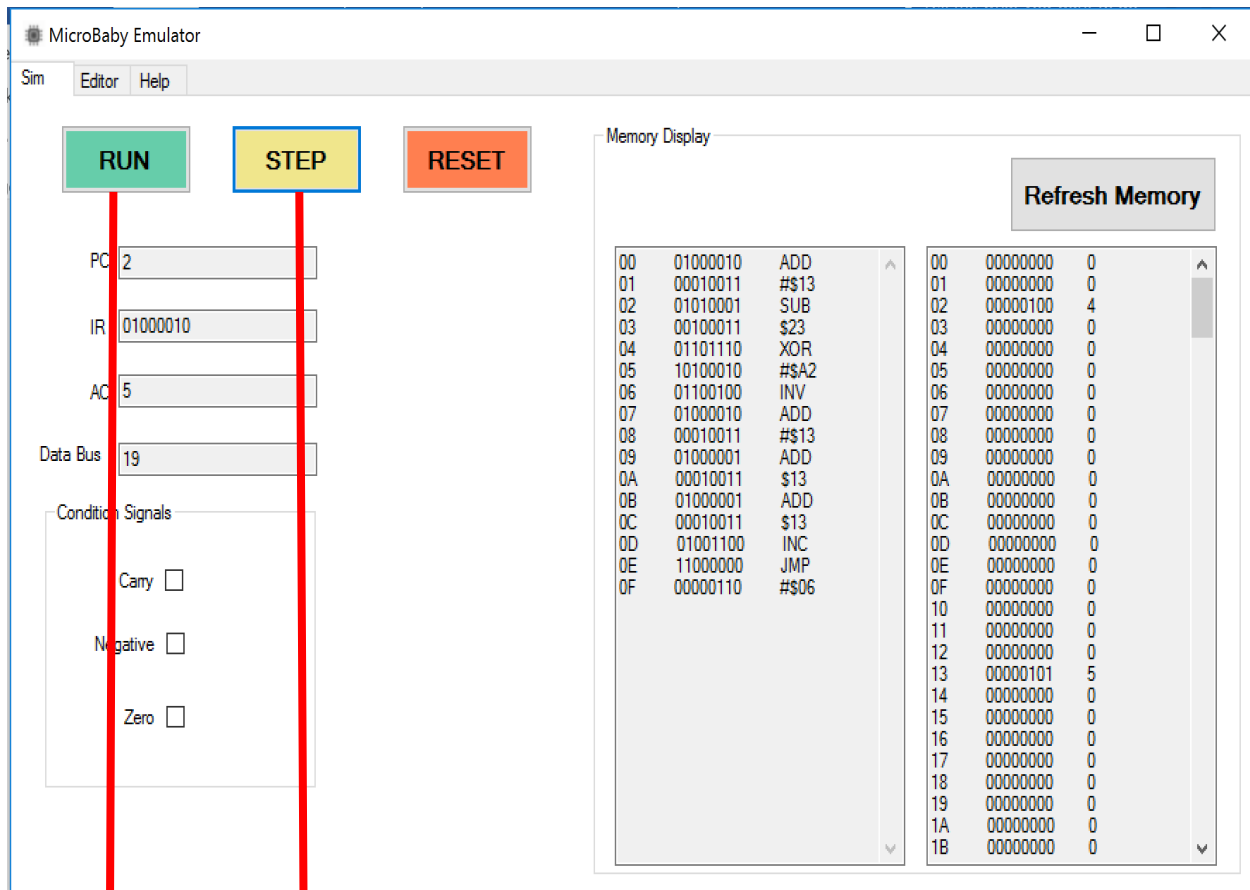 MicroBaby Emulator
Sim Editor Help
RUN STEP RESET
PC 2
IR 01000010
AC 5
Data Bus 19
Condition Signals
Carry
Negative
Zero
Memory Display
Refresh Memory
00 01000010 ADD
01 00010011 #$13
02 01010001 SUB
03 00100011 $23
04 01101110 XOR
05 10100010 #$A2
06 01100100 INV
07 01000010 ADD
08 00010011 #$13
09 01000001 ADD
0A 00010011 $13
0B 01000001 ADD
0C 00010011 $13
0D 01001100 INC
0E 11000000 JMP
0F 00000110 #$06
00 00000000 0
01 00000000 0
02 00000100 4
03 00000000 0
04 00000000 0
05 00000000 0
06 00000000 0
07 00000000 0
08 00000000 0
09 00000000 0
0A 00000000 0
0B 00000000 0
0C 00000000 0
0D 00000000 0
0E 00000000 0
0F 00000000 0
10 00000000 0
11 00000000 0
12 00000000 0
13 00000101 5
14 00000000 0
15 00000000 0
16 00000000 0
17 00000000 0
18 00000000 0
19 00000000 0
1A 00000000 0
1B 00000000 0